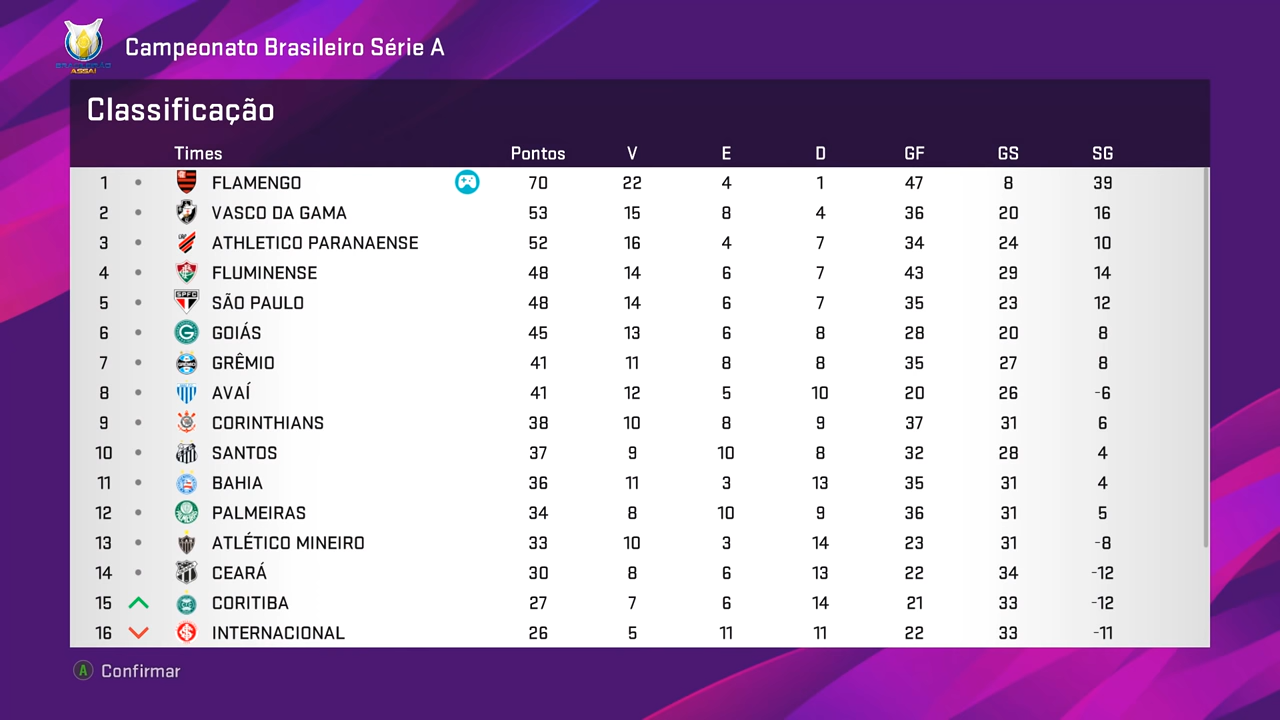 Campeonato Brasileiro Série A
ASSAÍ
Classificação
Times Pontos V E D GF GS SG
1 FLAMENGO 70 22 4 1 47 8 39
2 VASCO DA GAMA 53 15 8 4 36 20 16
3 ATHLETICO PARANAENSE 52 16 4 7 34 24 10
4 FLUMINENSE 48 14 6 7 43 29 14
5 SÃO PAULO 48 14 6 7 35 23 12
6 GOIÁS 45 13 6 8 28 20 8
7 GRÊMIO 41 11 8 8 35 27 8
8 AVAÍ 41 12 5 10 20 26 -6
9 CORINTHIANS 38 10 8 9 37 31 6
10 SANTOS 37 9 10 8 32 28 4
11 BAHIA 36 11 3 13 35 31 4
12 PALMEIRAS 34 8 10 9 36 31 5
13 ATLÉTICO MINEIRO 33 10 3 14 23 31 -8
14 CEARÁ 30 8 6 13 22 34 -12
15 CORITIBA 27 7 6 14 21 33 -12
16 INTERNACIONAL 26 5 11 11 22 33 -11
A Confirmar